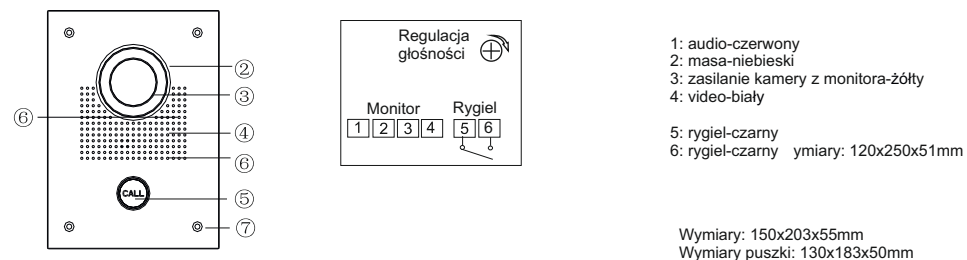 ②
③
⑥
④
⑥
CALL
⑤
⑦
Regulacja
głośności
Monitor Rygiel
1 2 3 4 5 6
1: audio-czerwony
2: masa-niebieski
3: zasilanie kamery z monitora-żółty
4: video-biały
5: rygiel-czarny
6: rygiel-czarny ymiary: 120x250x51mm
Wymiary: 150x203x55mm
Wymiary puszki: 130x183x50mm